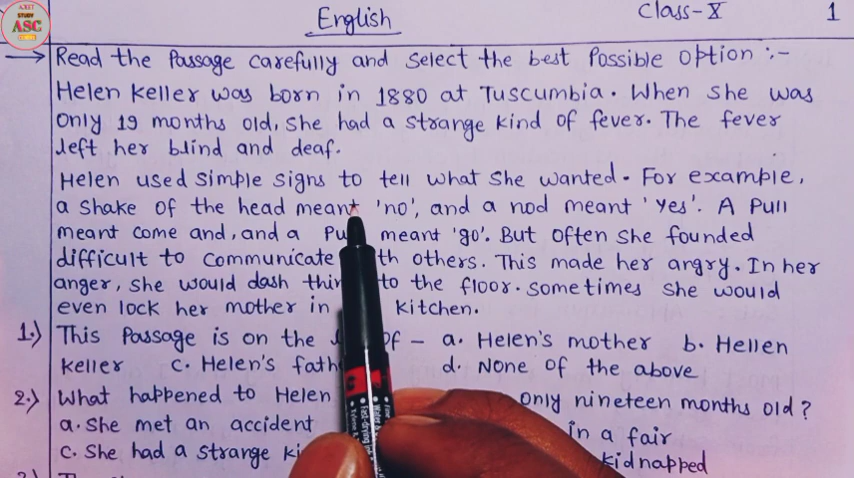 AJEET
STUDY
ASC
English
Class-X
1
→ Read the Passage carefully and select the best Possible option :-
Helen Keller was born in 1880 at Tuscumbia. When she was
only 19 months old, she had a strange kind of fever. The fever
left her blind and deaf.
Helen used simple signs to tell what she wanted. For example,
a shake of the head meant 'no', and a nod meant 'yes'. A Pull
meant come and, and a meant 'go'. But often she founded
difficult to communicate others. This made her angry. In her
anger, she would dash to the floor. sometimes she would
even lock her mother in kitchen.
1.) This Passage is on the of - a. Helen's mother b. Hellen
Keller c. Helen's d. None of the above
2.) What happened to Helen only nineteen months old?
a. She met an accident in a fair
c. She had a strange kidnapped